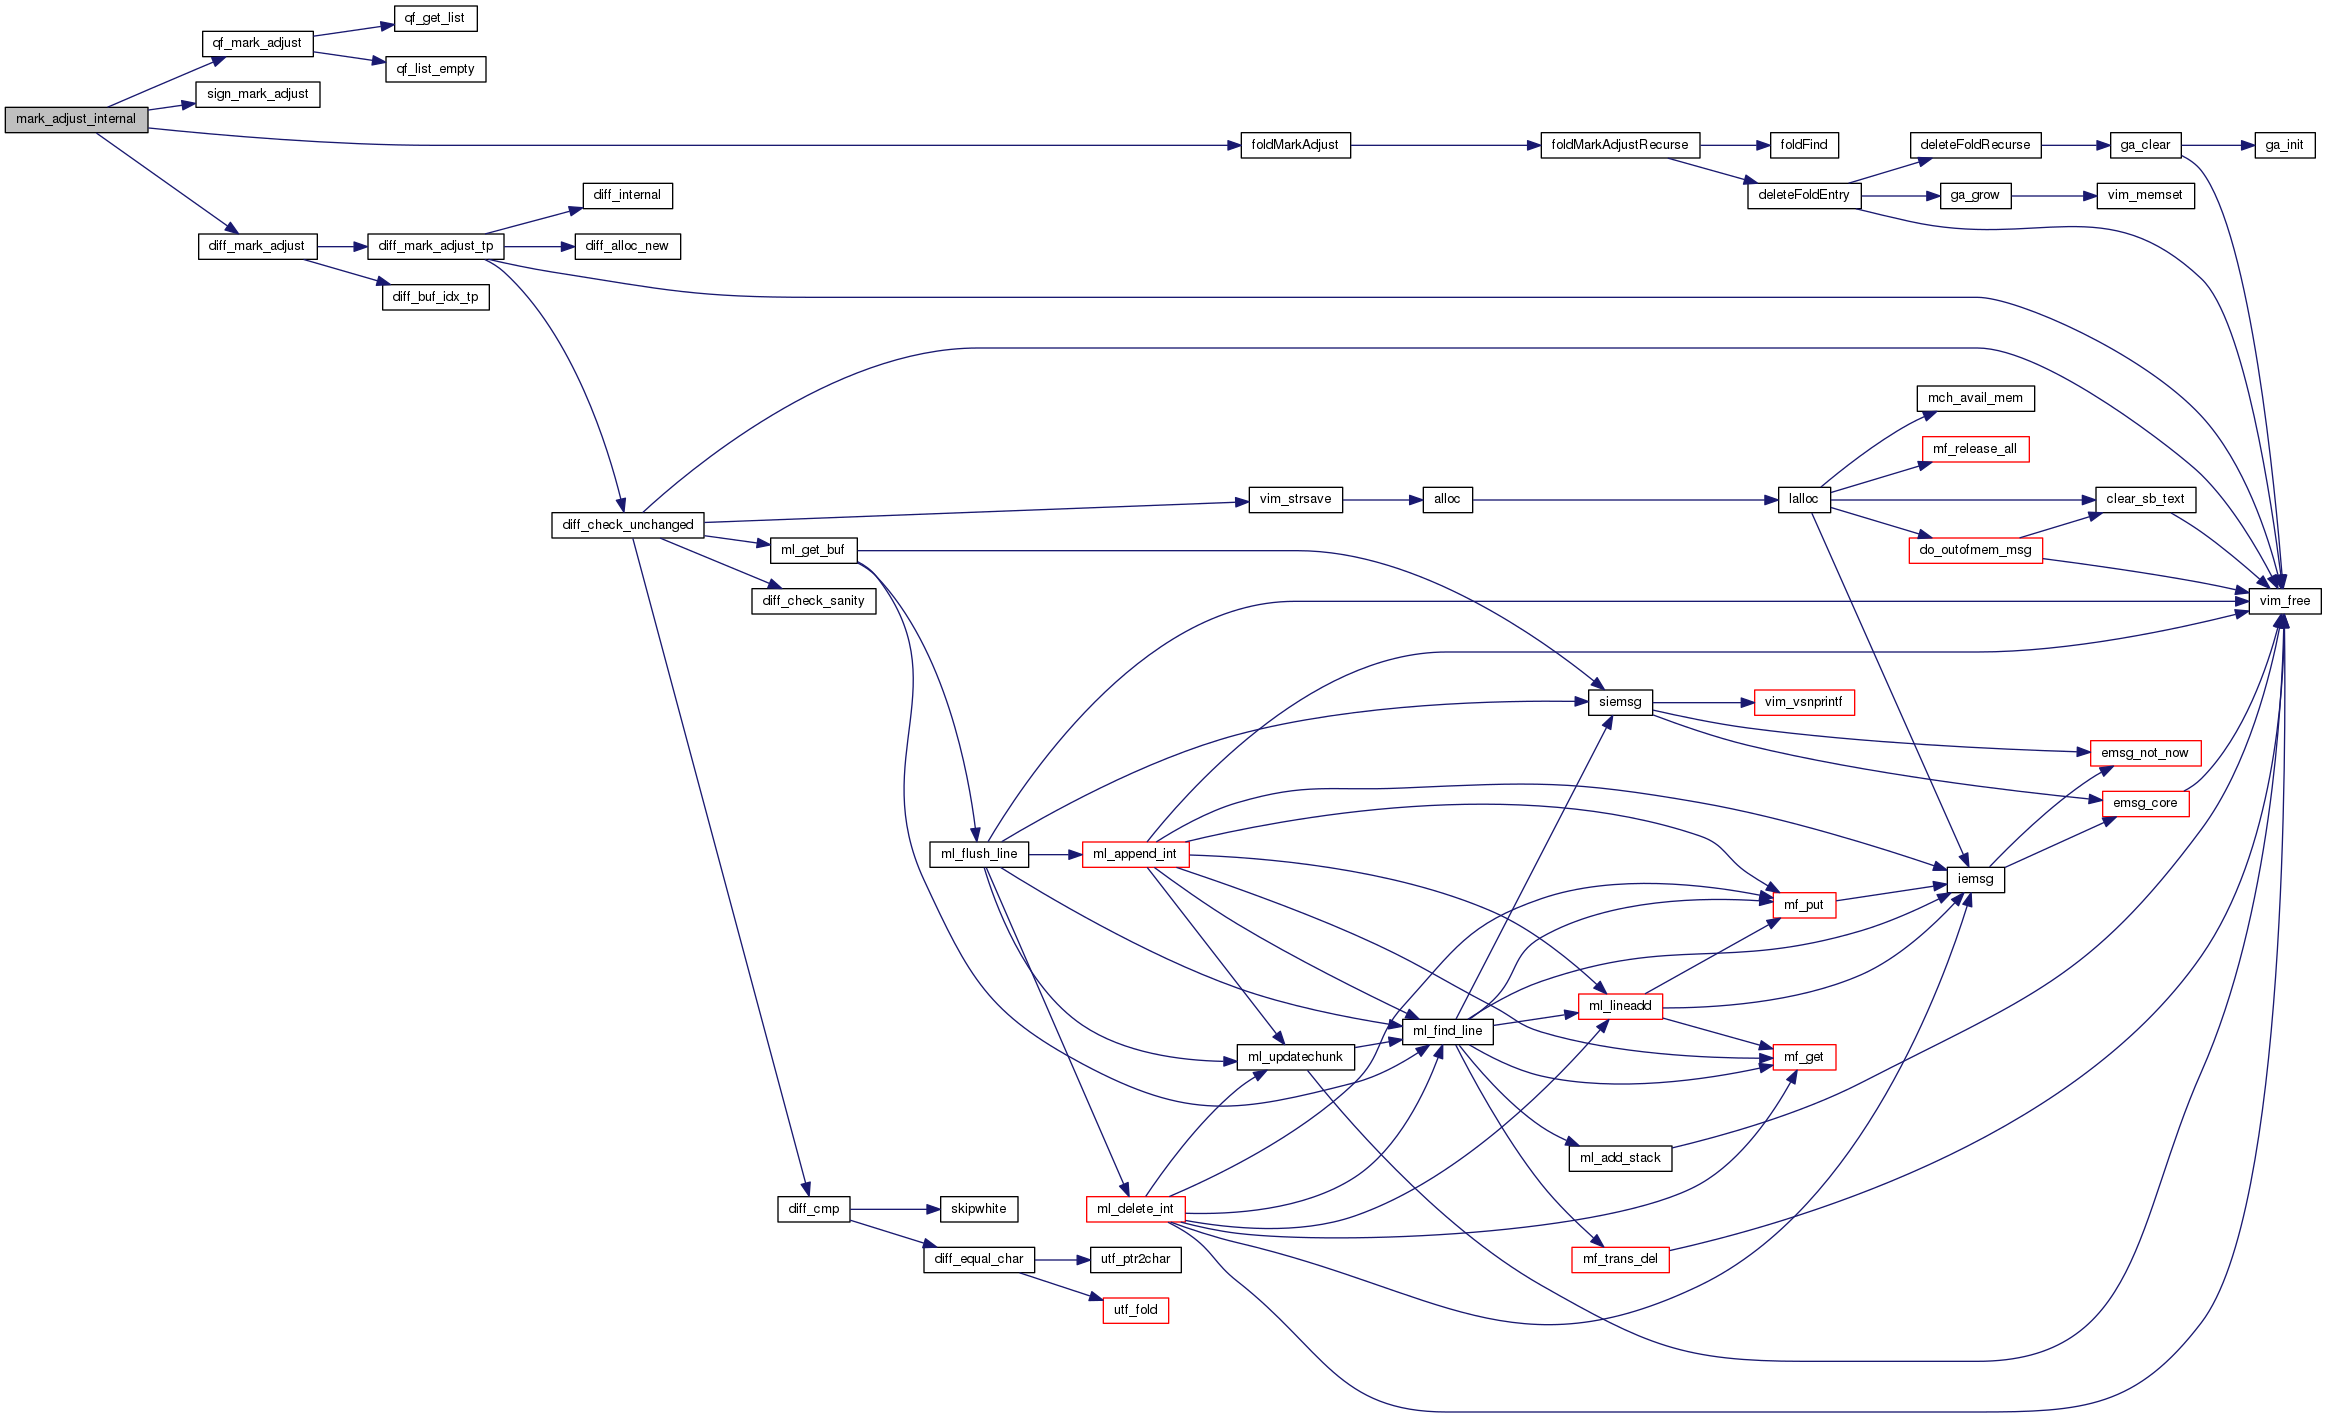 qf_get_list
qf_mark_adjust
qf_list_empty
sign_mark_adjust
mark_adjust_internal
foldMarkAdjust
foldMarkAdjustRecurse
foldFind
deleteFoldRecurse
ga_clear
ga_init
diff_internal
deleteFoldEntry
ga_grow
vim_memset
diff_mark_adjust
diff_mark_adjust_tp
diff_alloc_new
diff_buf_idx_tp
mch_avail_mem
mf_release_all
vim_strsave
alloc
lalloc
clear_sb_text
diff_check_unchanged
ml_get_buf
do_outofmem_msg
diff_check_sanity
vim_free
siemsg
vim_vsnprintf
emsg_not_now
emsg_core
ml_flush_line
ml_append_int
iemsg
mf_put
ml_lineadd
ml_find_line
ml_updatechunk
mf_get
ml_add_stack
diff_cmp
skipwhite
ml_delete_int
diff_equal_char
utf_ptr2char
mf_trans_del
utf_fold